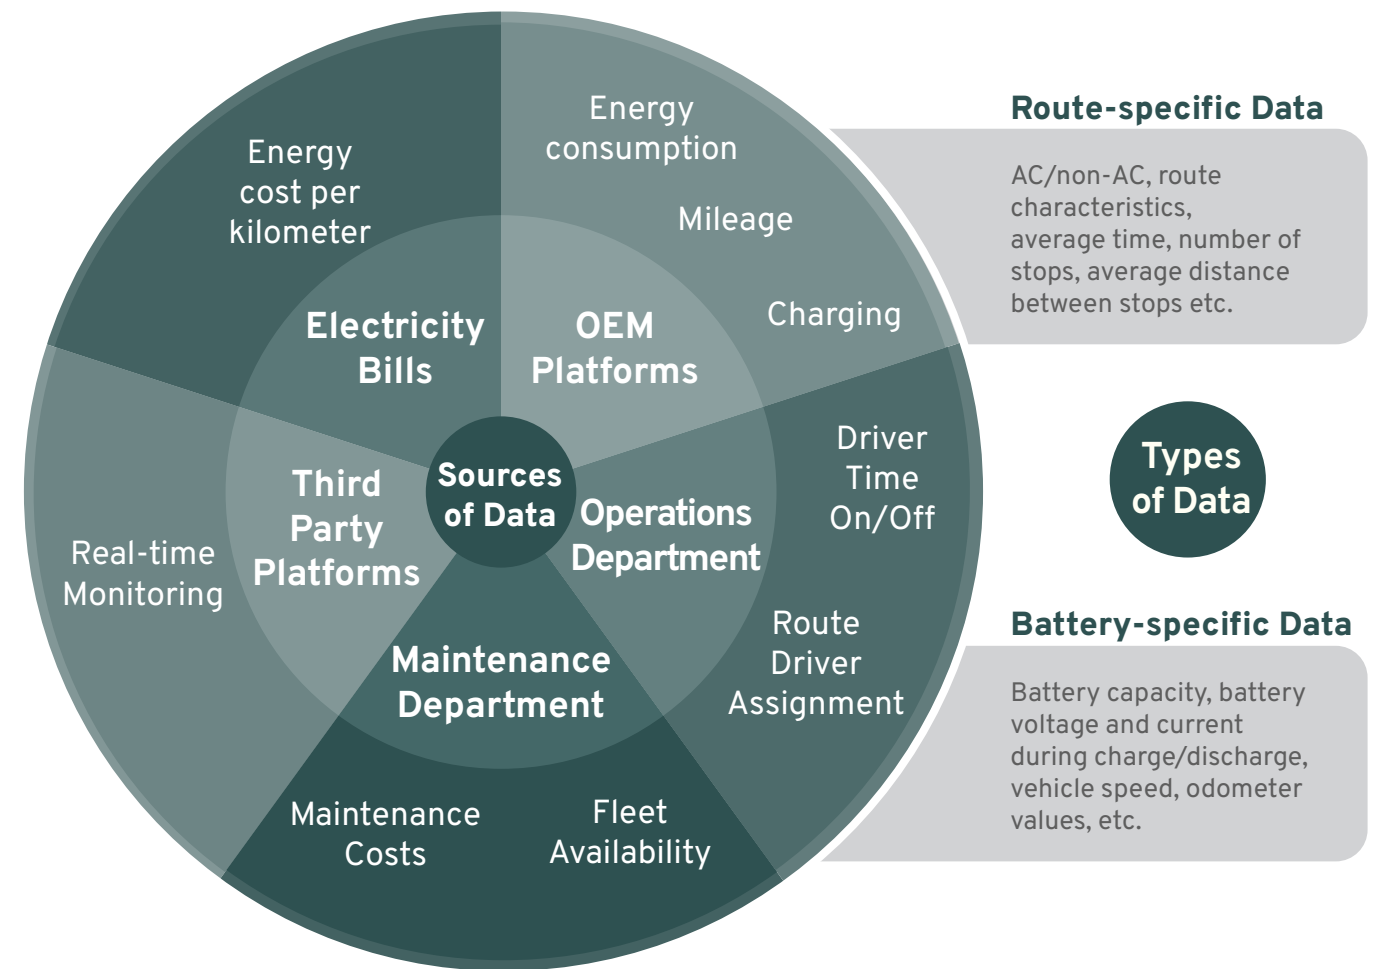 Sources
of Data
Electricity
Bills
Energy
cost per
kilometer
OEM
Platforms
Energy
consumption
Mileage
Charging
Operations
Department
Driver
Time
On/Off
Route
Driver
Assignment
Maintenance
Department
Maintenance
Costs
Fleet
Availability
Third
Party
Platforms
Real-time
Monitoring
Types
of Data
Route-specific Data
AC/non-AC, route
characteristics,
average time, number of
stops, average distance
between stops etc.
Battery-specific Data
Battery capacity, battery
voltage and current
during charge/discharge,
vehicle speed, odometer
values, etc.